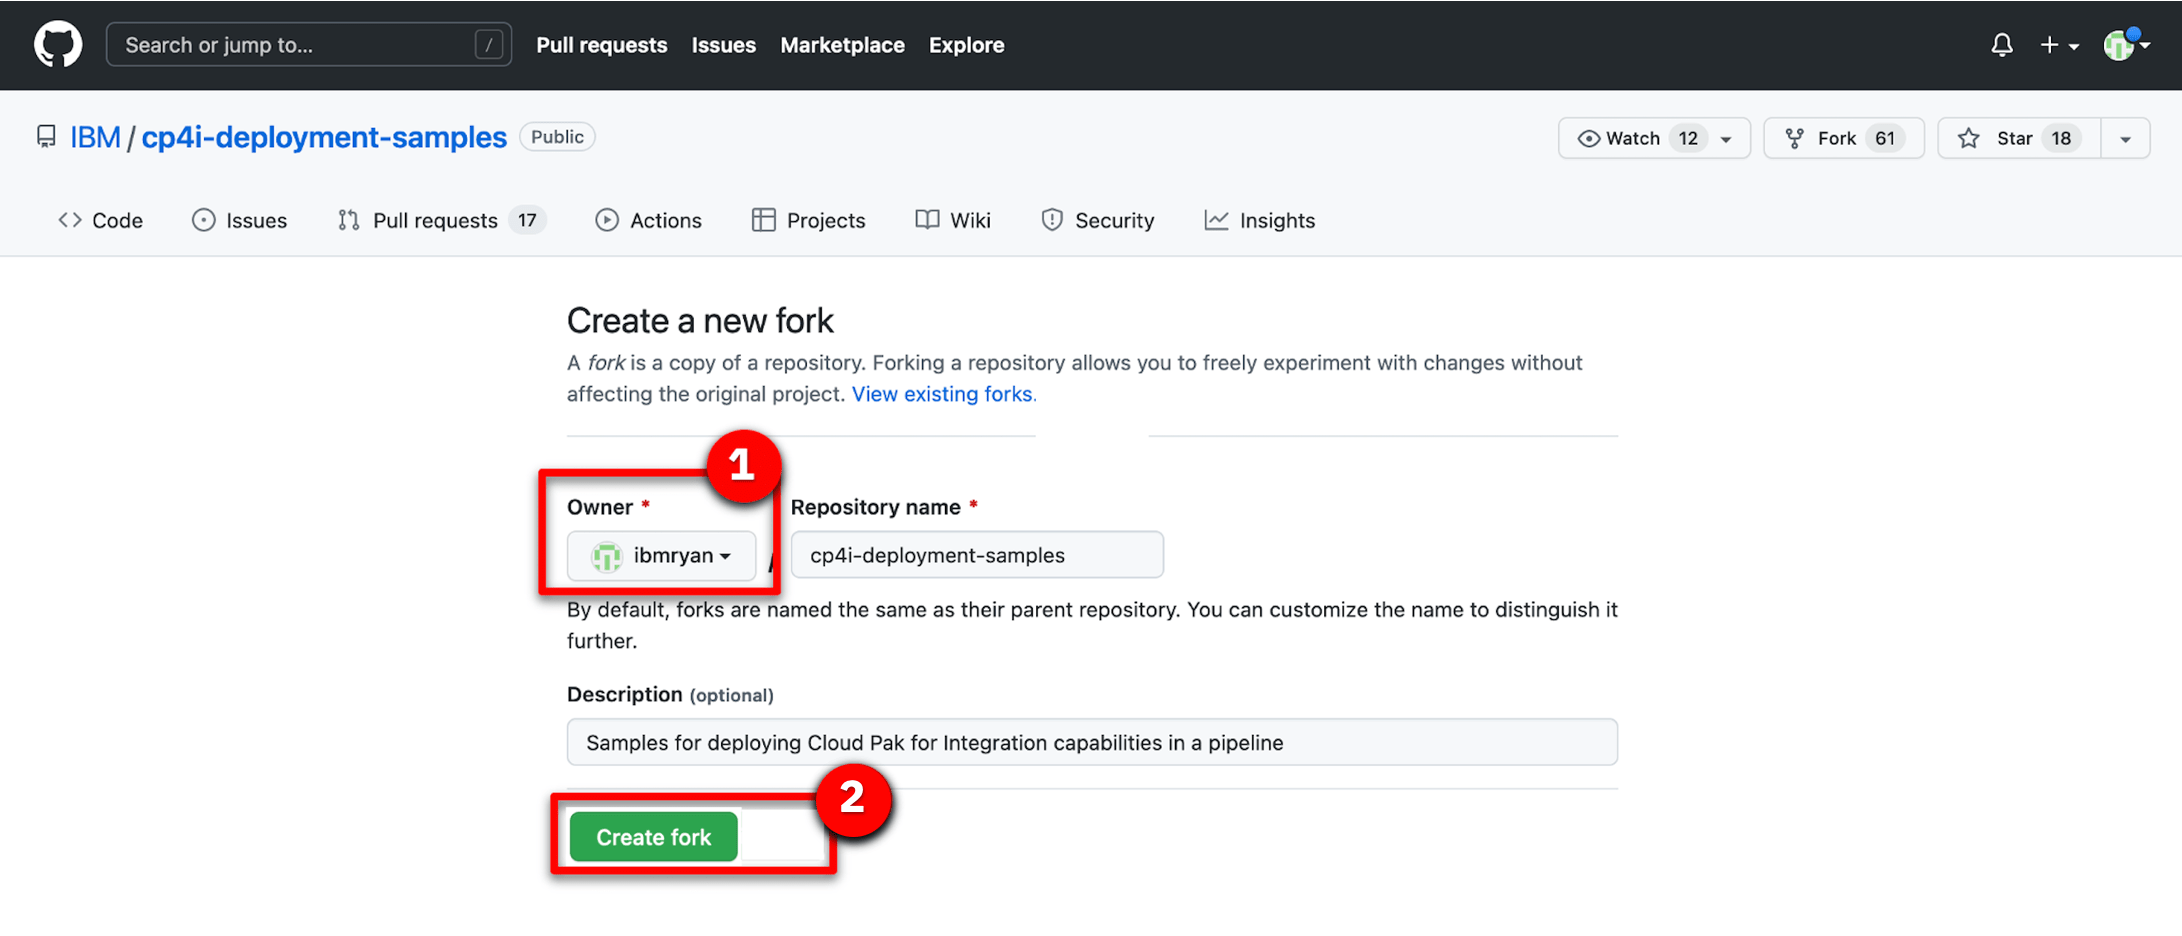 Search or jump to... / Pull requests Issues Marketplace Explore
IBM / cp4i-deployment-samples Public Watch 12 Fork 61 Star 18
Code Issues Pull requests 17 Actions Projects Wiki Security Insights
Create a new fork
A fork is a copy of a repository. Forking a repository allows you to freely experiment with changes without
affecting the original project. View existing forks.
1
Owner * Repository name *
ibmryan / cp4i-deployment-samples
By default, forks are named the same as their parent repository. You can customize the name to distinguish it
further.
Description (optional)
Samples for deploying Cloud Pak for Integration capabilities in a pipeline
2
Create fork